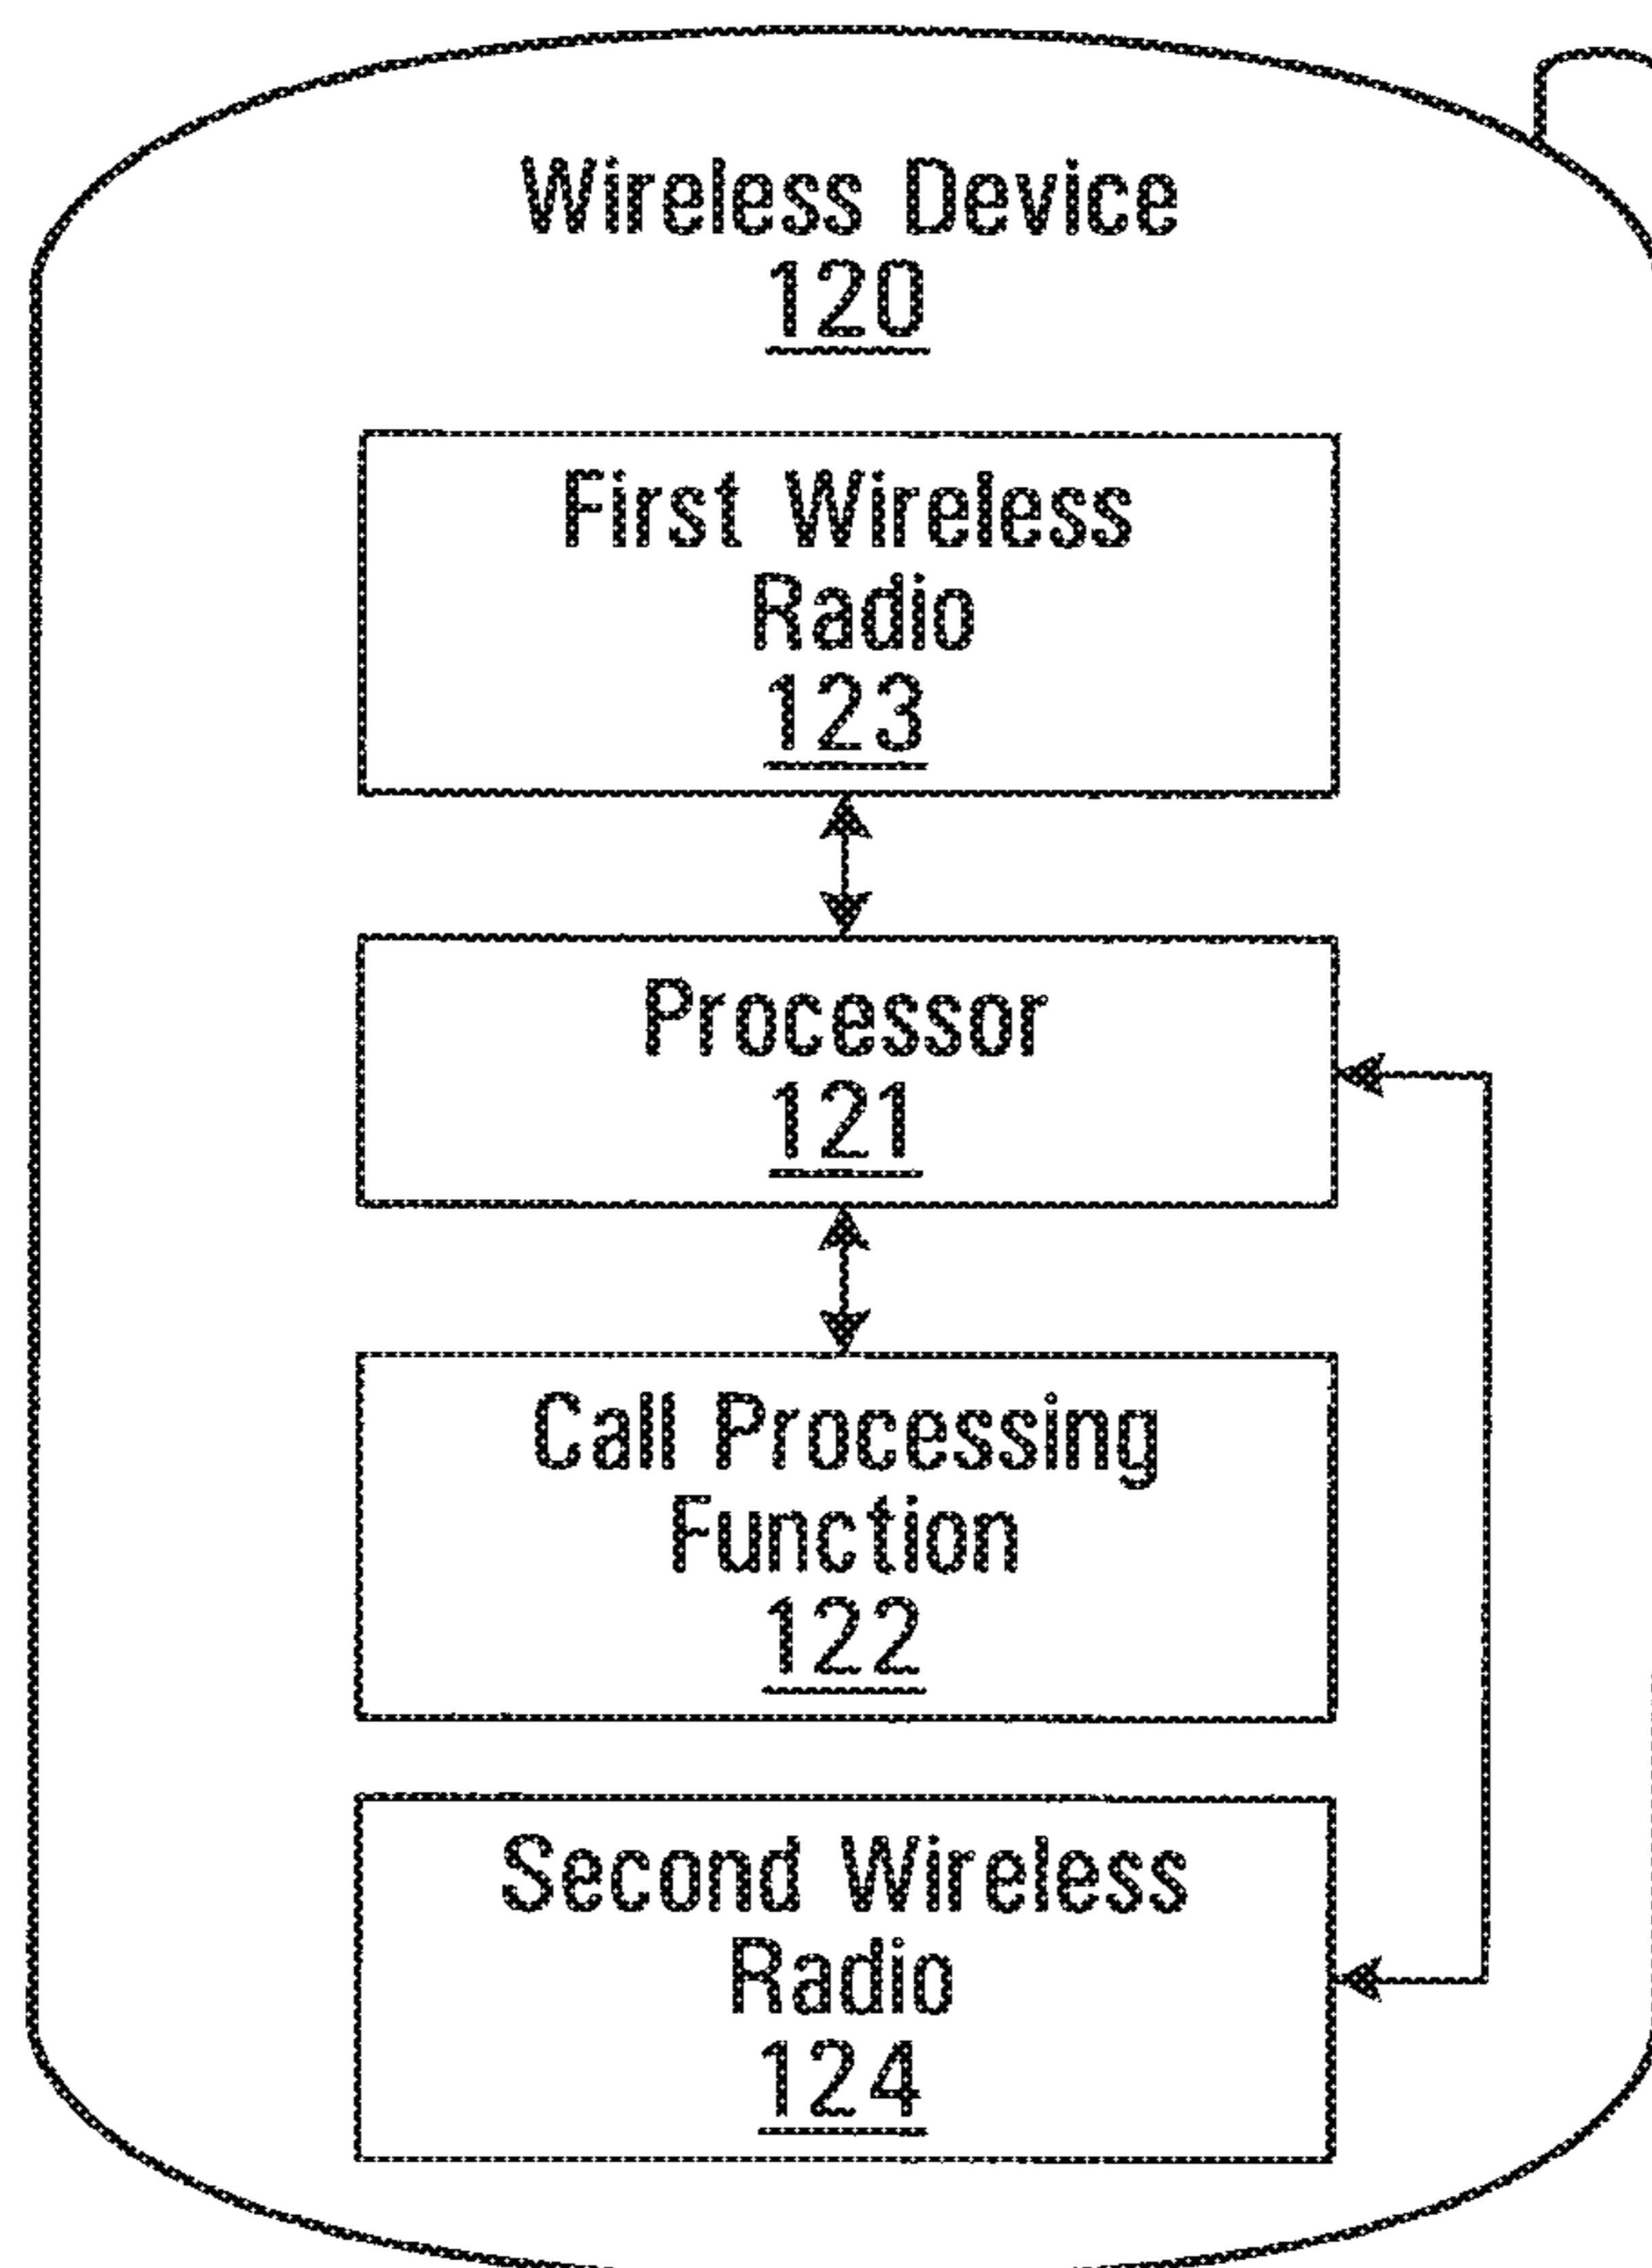 Wireless Device
120
First Wireless
Radio
123
Processor
121
Call Processing
Function
122
Second Wireless
Radio
124